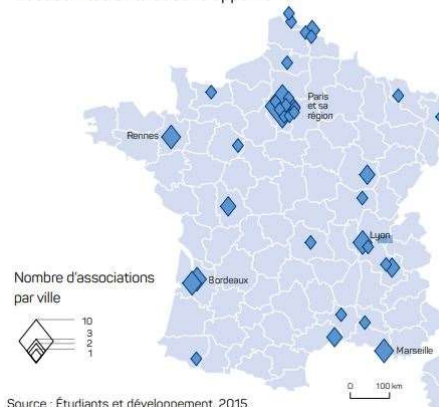 Paris
et sa
région
Rennes
Lyon
Nombre d'associations
par ville
Bordeaux
10
3
2
1
Marseille
0 100 km
Source : Étudiants et développement, 2015.